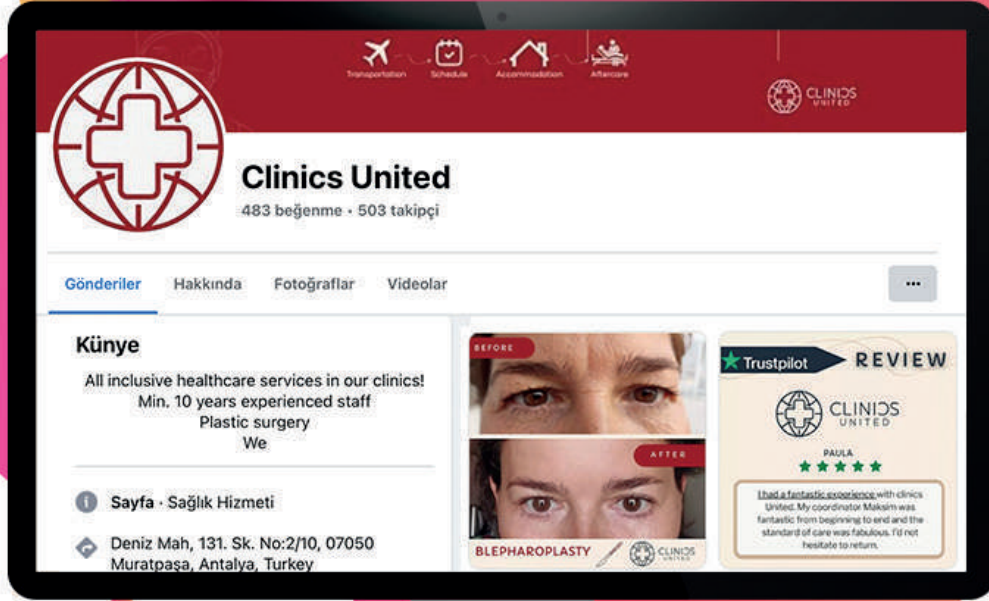 Transportation
Schedule
Accommodation
Aftercare
CLINICS
UNITED
Clinics United
483 beğenme • 503 takipçi
Gönderiler
Hakkında
Fotoğraflar
Videolar
...
Künye
All inclusive healthcare services in our clinics!
Min. 10 years experienced staff
Plastic surgery
We
Sayfa · Sağlık Hizmeti
Deniz Mah, 131. Sk. No:2/10, 07050
Muratpaşa, Antalya, Turkey
BEFORE
AFTER
BLEPHAROPLASTY
CLINICS
UNITED
Trustpilot
REVIEW
CLINICS
UNITED
PAULA
I had a fantastic experience with clinics
United. My coordinator Maksim was
fantastic from beginning to end and the
standard of care was fabulous. I'd not
hesitate to return.